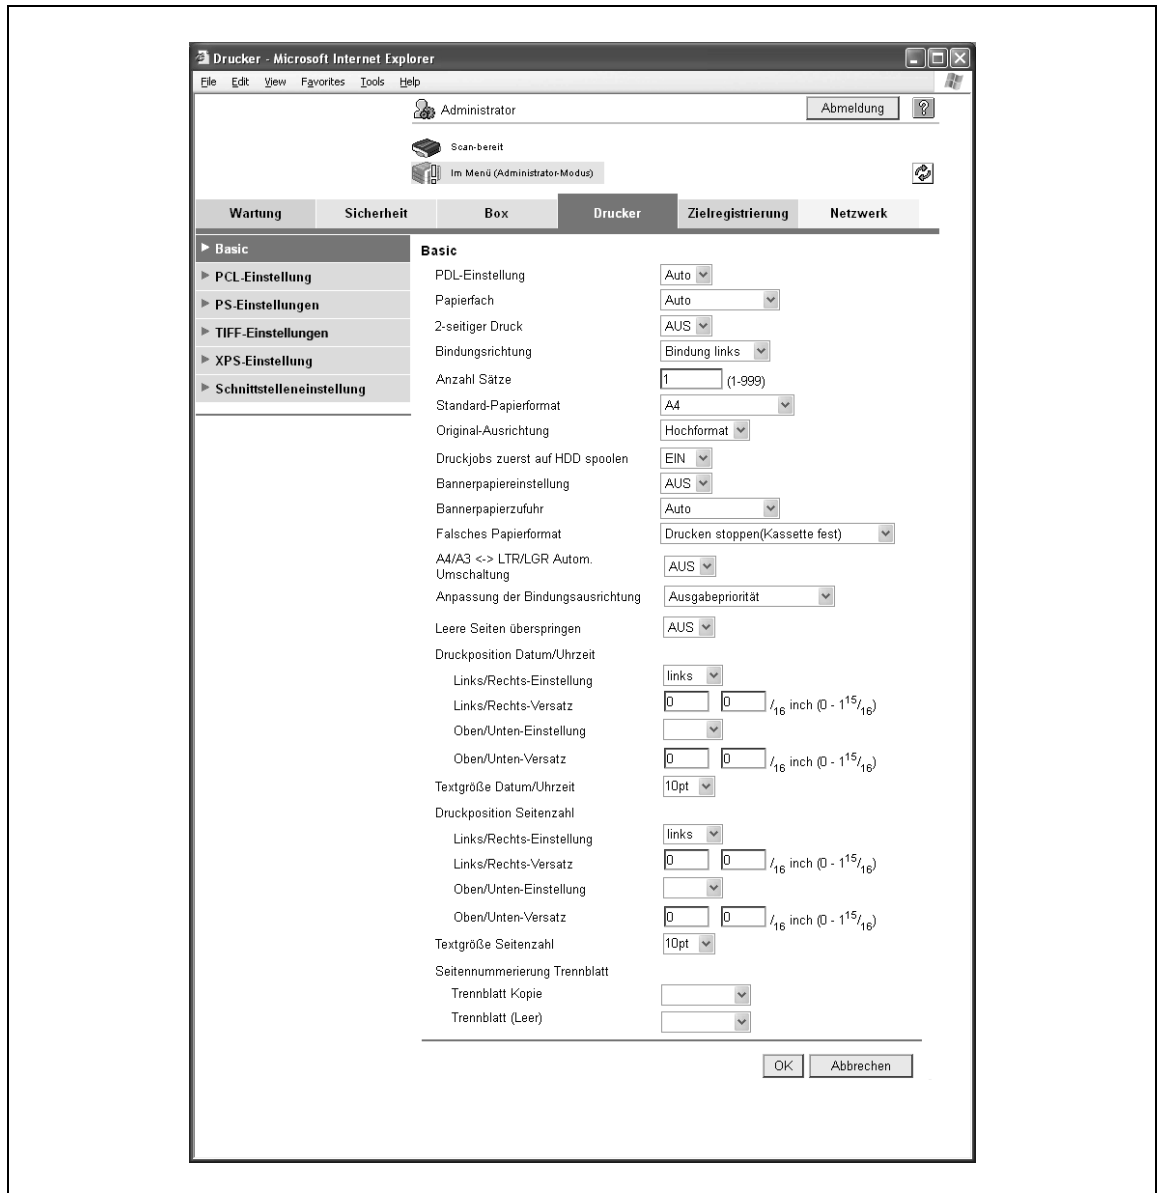 Drucker - Microsoft Internet Explorer
File Edit View Favorites Tools Help
Administrator Abmeldung ?
Scan-bereit
Im Menü (Administrator-Modus)
Wartung Sicherheit Box Drucker Zielregistrierung Netzwerk
Basic
PCL-Einstellung
PS-Einstellungen
TIFF-Einstellungen
XPS-Einstellung
Schnittstelleneinstellung
Basic
PDL-Einstellung Auto
Papierfach Auto
2-seitiger Druck AUS
Bindungsrichtung Bindung links
Anzahl Sätze 1 (1-999)
Standard-Papierformat A4
Original-Ausrichtung Hochformat
Druckjobs zuerst auf HDD spoolen EIN
Bannerpapiereinstellung AUS
Bannerpapierzufuhr Auto
Falsches Papierformat Drucken stoppen(Kassette fest)
A4/A3 <-> LTR/LGR Autom.
Umschaltung AUS
Anpassung der Bindungsausrichtung Ausgabepriorität
Leere Seiten überspringen AUS
Druckposition Datum/Uhrzeit
Links/Rechts-Einstellung links
Links/Rechts-Versatz 0 0 /16 inch (0 - 1 15/16)
Oben/Unten-Einstellung
Oben/Unten-Versatz 0 0 /16 inch (0 - 1 15/16)
Textgröße Datum/Uhrzeit 10pt
Druckposition Seitenzahl
Links/Rechts-Einstellung links
Links/Rechts-Versatz 0 0 /16 inch (0 - 1 15/16)
Oben/Unten-Einstellung
Oben/Unten-Versatz 0 0 /16 inch (0 - 1 15/16)
Textgröße Seitenzahl 10pt
Seitennummerierung Trennblatt
Trennblatt Kopie
Trennblatt (Leer)
OK Abbrechen